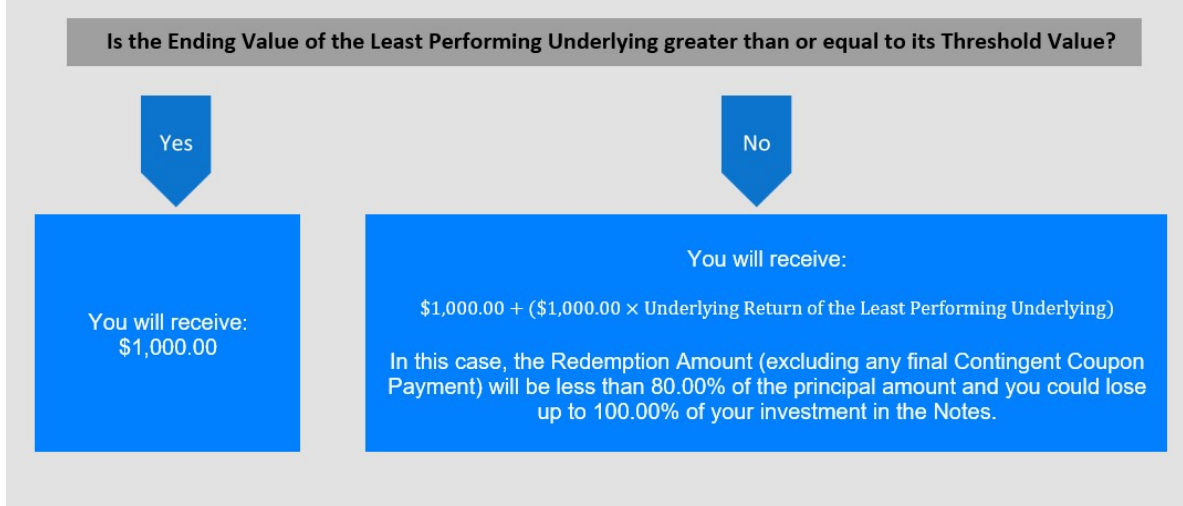 Is the Ending Value of the Least Performing Underlying greater than or equal to its Threshold Value?
Yes
No
You will receive:
$1,000.00
You will receive:
$1,000.00 + ($1,000.00 × Underlying Return of the Least Performing Underlying)
In this case, the Redemption Amount (excluding any final Contingent Coupon
Payment) will be less than 80.00% of the principal amount and you could lose
up to 100.00% of your investment in the Notes.